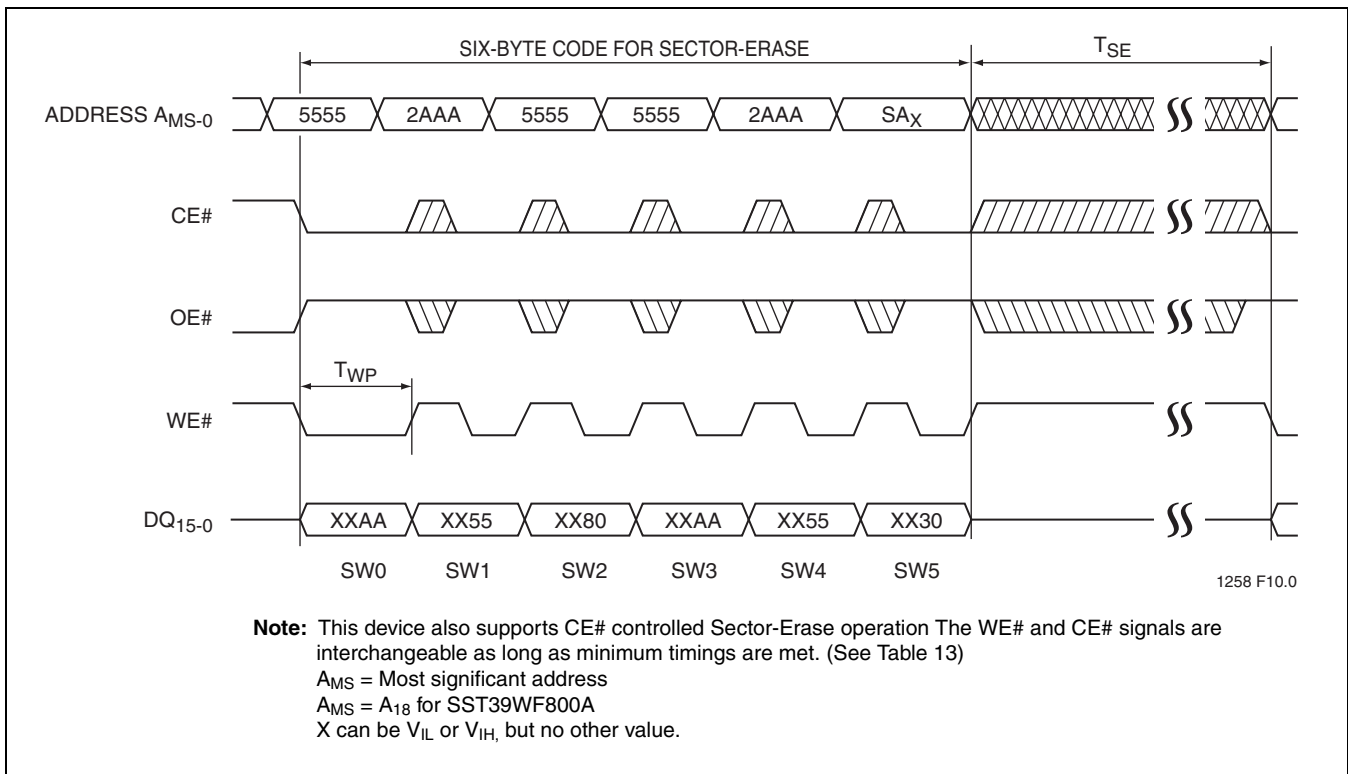 SIX-BYTE CODE FOR SECTOR-ERASE
TSE
ADDRESS AMS-0
5555 2AAA 5555 5555 2AAA SAX
CE#
OE#
TWP
WE#
DQ15-0
XXAA XX55 XX80 XXAA XX55 XX30
SW0 SW1 SW2 SW3 SW4 SW5
1258 F10.0
Note: This device also supports CE# controlled Sector-Erase operation The WE# and CE# signals are
interchangeable as long as minimum timings are met. (See Table 13)
AMS = Most significant address
AMS = A18 for SST39WF800A
X can be VIL or VIH, but no other value.